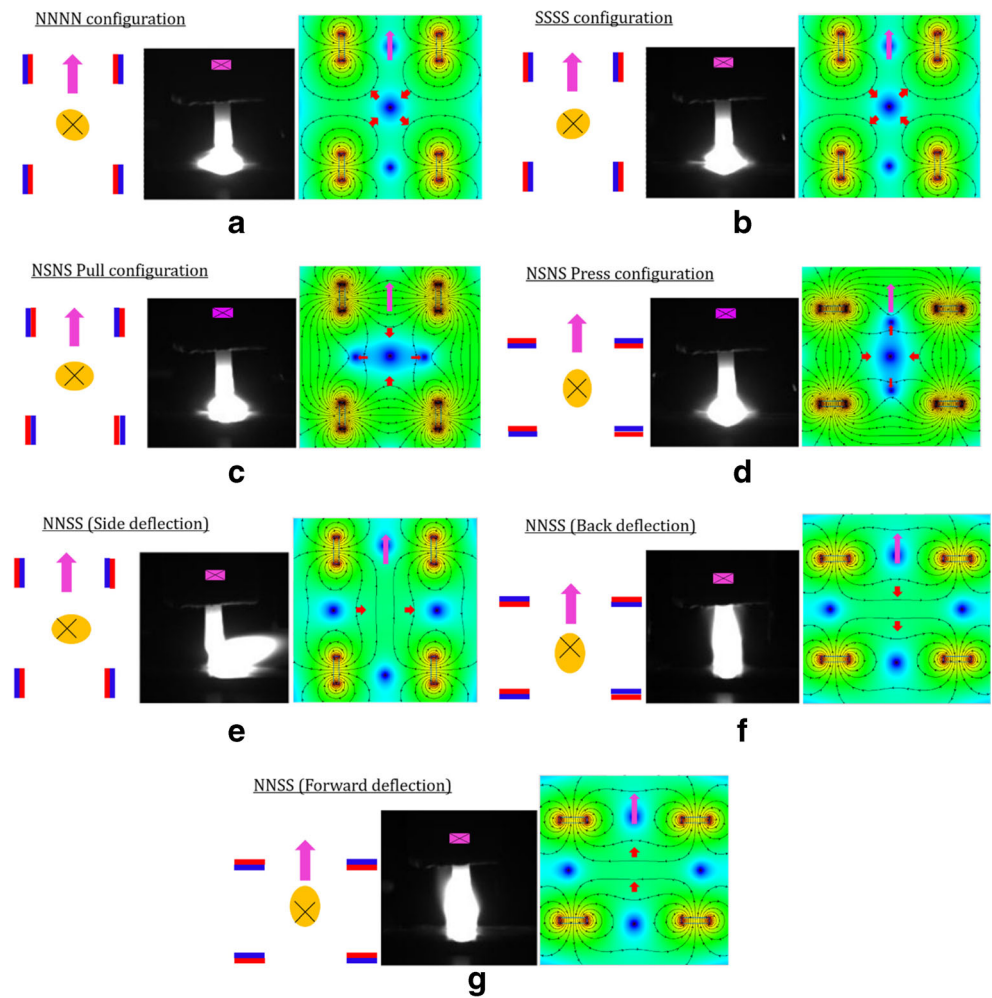 NNNN configuration
SSSS configuration
a
b
NSNS Pull configuration
NSNS Press configuration
c
d
NNSS (Side deflection)
NNSS (Back deflection)
e
f
NNSS (Forward deflection)
g